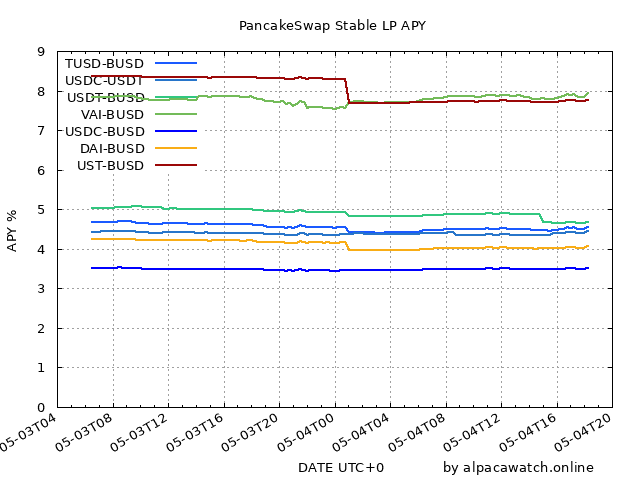 PancakeSwap Stable LP APY
9
8
7
6
5
4
3
2
1
0
APY %
TUSD-BUSD
USDC-USDT
USDT-BUSD
VAI-BUSD
USDC-BUSD
DAI-BUSD
UST-BUSD
05-03T04
05-03T08
05-03T12
05-03T16
05-03T20
05-04T00
05-04T04
05-04T08
05-04T12
05-04T16
05-04T20
DATE UTC+0
by alpacawatch.online